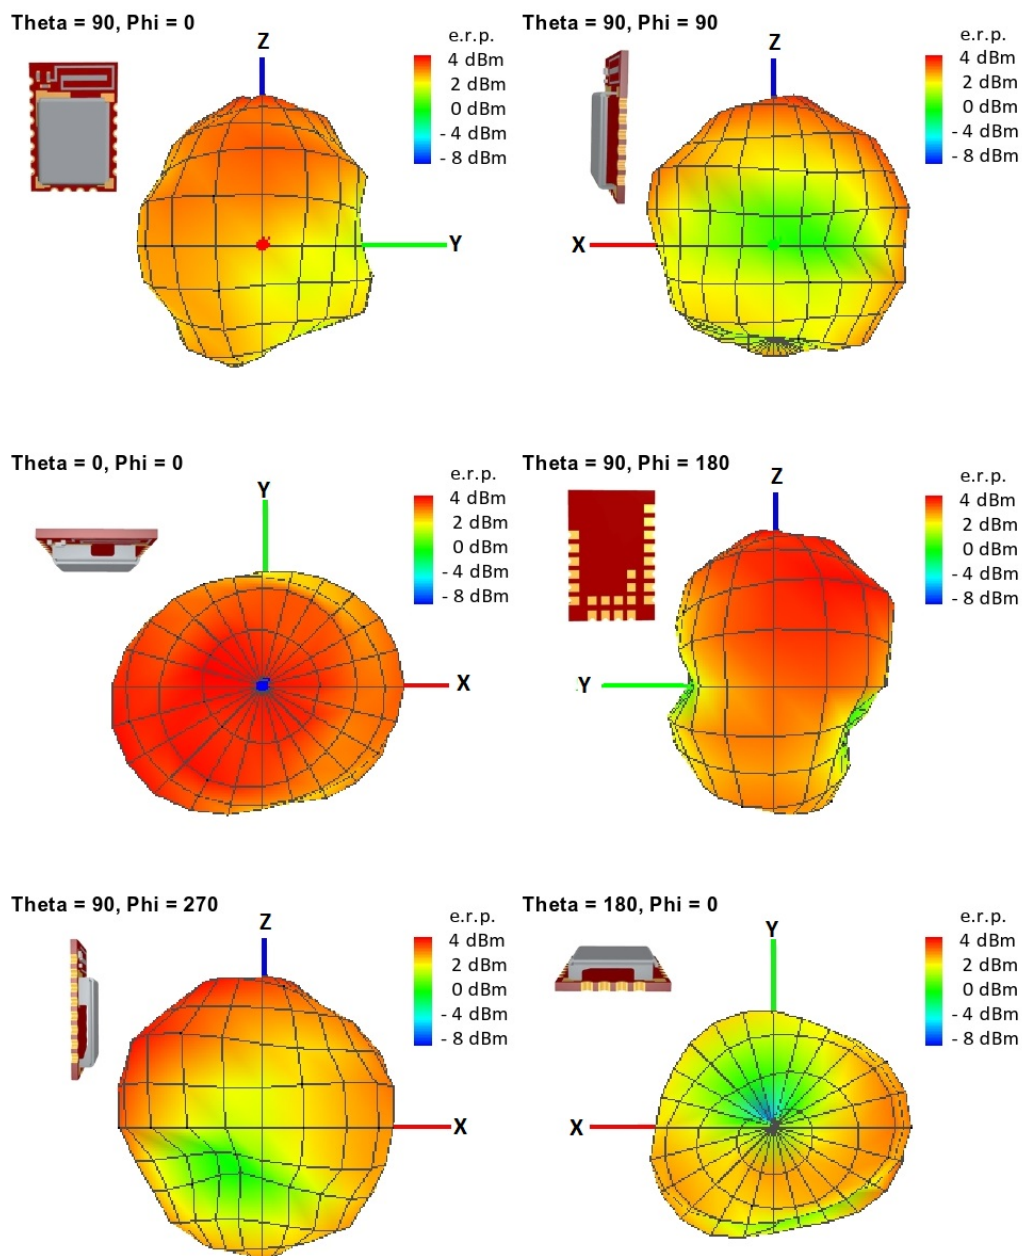 Theta = 90, Phi = 0
e.r.p.
4 dBm
2 dBm
0 dBm
- 4 dBm
- 8 dBm
Z
Y
Theta = 90, Phi = 90
e.r.p.
4 dBm
2 dBm
0 dBm
- 4 dBm
- 8 dBm
Z
X
Theta = 0, Phi = 0
e.r.p.
4 dBm
2 dBm
0 dBm
- 4 dBm
- 8 dBm
Y
X
Theta = 90, Phi = 180
e.r.p.
4 dBm
2 dBm
0 dBm
- 4 dBm
- 8 dBm
Z
Y
Theta = 90, Phi = 270
e.r.p.
4 dBm
2 dBm
0 dBm
- 4 dBm
- 8 dBm
Z
X
Theta = 180, Phi = 0
e.r.p.
4 dBm
2 dBm
0 dBm
- 4 dBm
- 8 dBm
Y
X